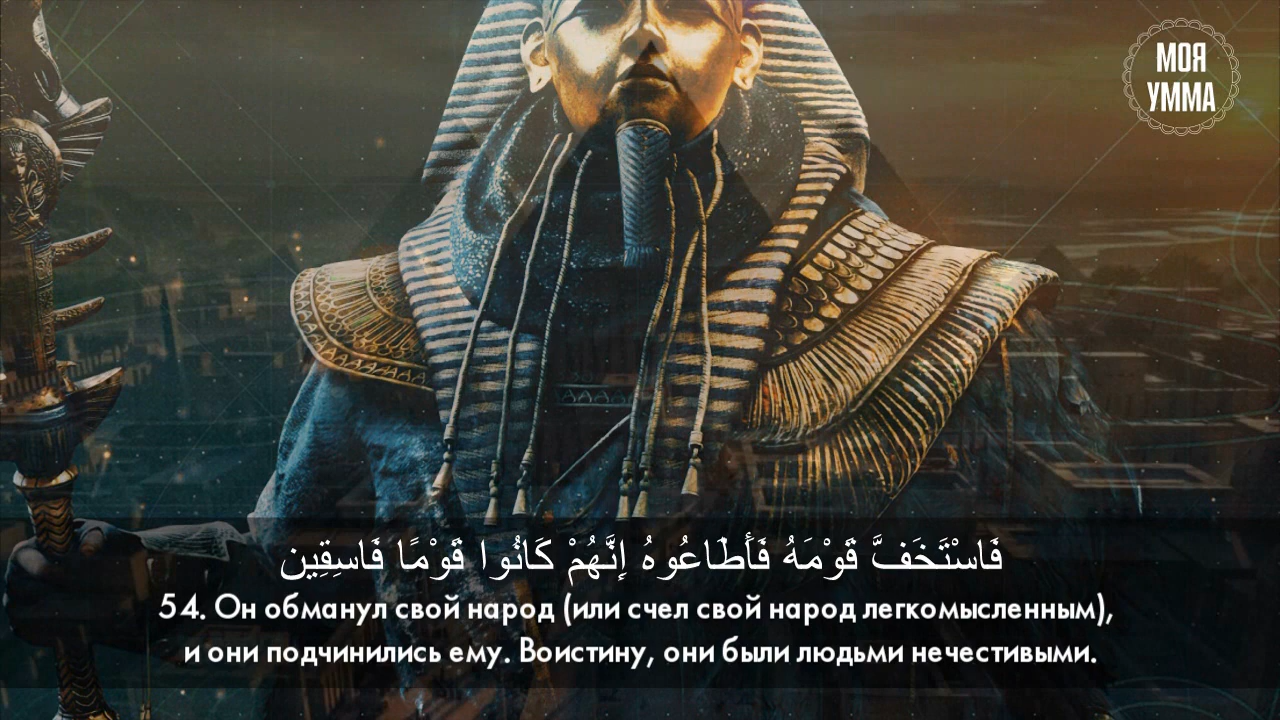 МОЯ
УММА
فَاسْتَخَفَّ قَوْمَهُ فَأَطَاعُوهُ إِنَّهُمْ كَانُوا قَوْمًا فَاسِقِين
54. Он обманул свой народ (или счел свой народ легкомысленным),
и они подчинились ему. Воистину, они были людьми нечестивыми.